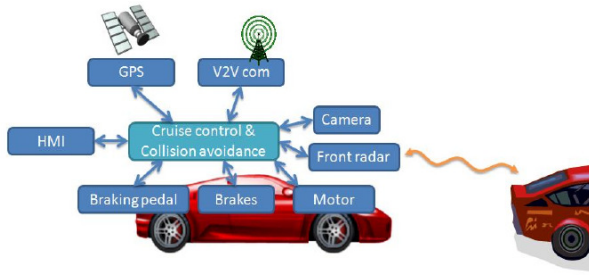 GPS
V2V com
Camera
Cruise control &
Collision avoidance
HMI
Front radar
Braking pedal
Brakes
Motor